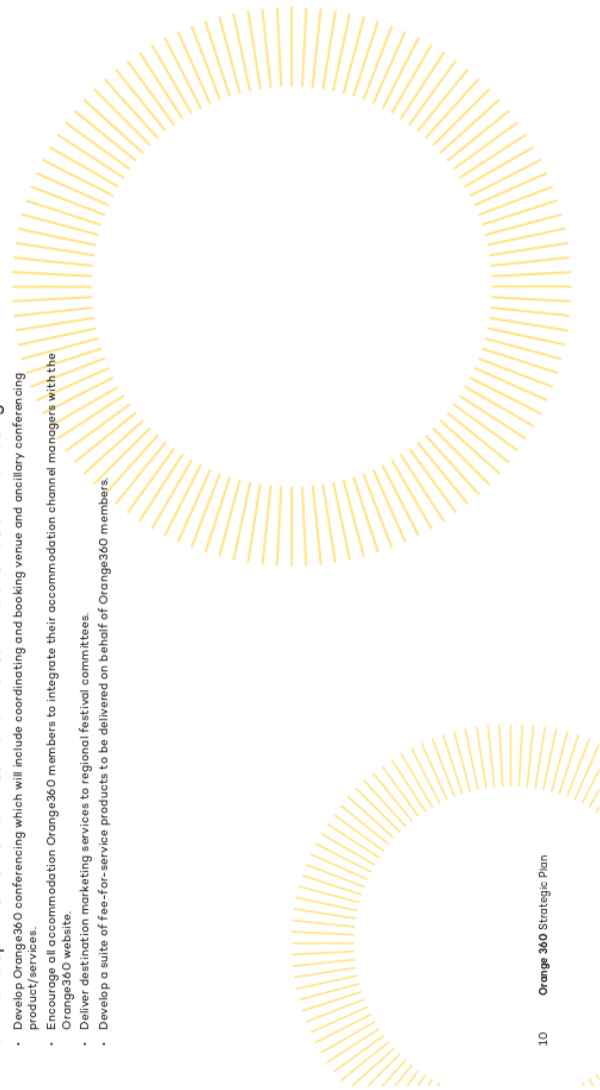 • Develop Orange360 conferencing which will include coordinating and booking venue and ancillary conferencing
product/services.
• Encourage all accommodation Orange360 members to integrate their accommodation channel managers with the
Orange360 website.
• Deliver destination marketing services to regional festival committees.
• Develop a suite of fee-for-service products to be delivered on behalf of Orange360 members.
10 Orange 360 Strategic Plan